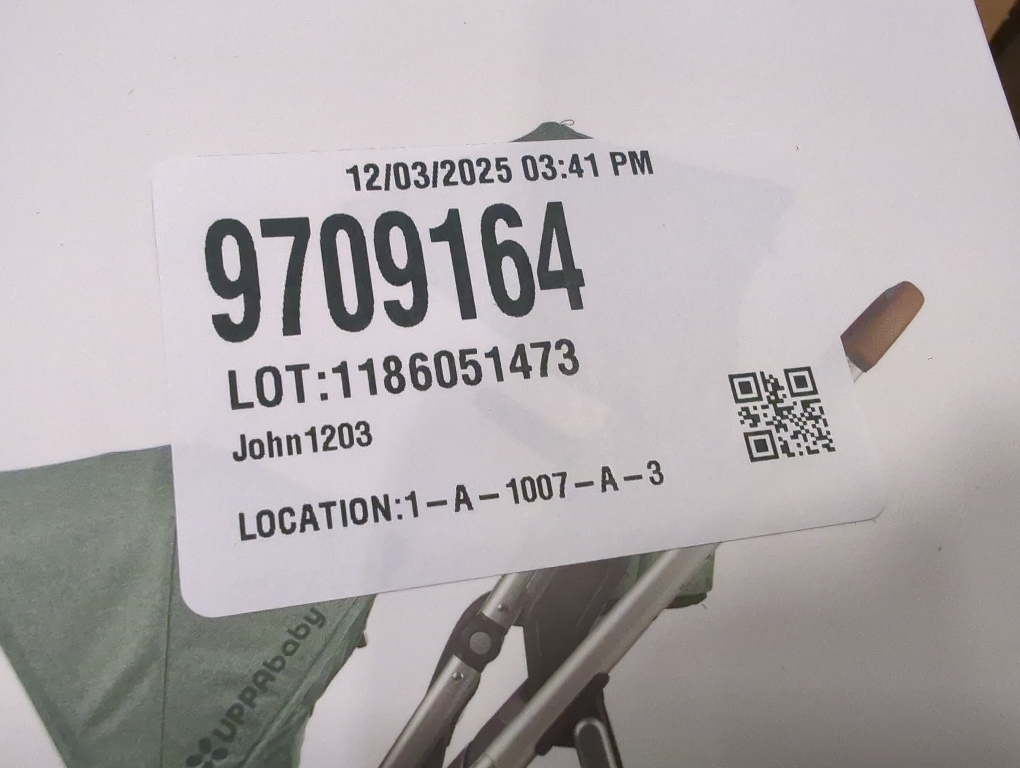 12/03/2025 03:41 PM
9709164
LOT:1186051473
John1203
LOCATION:1-A-1007-A-3
UPPAbaby